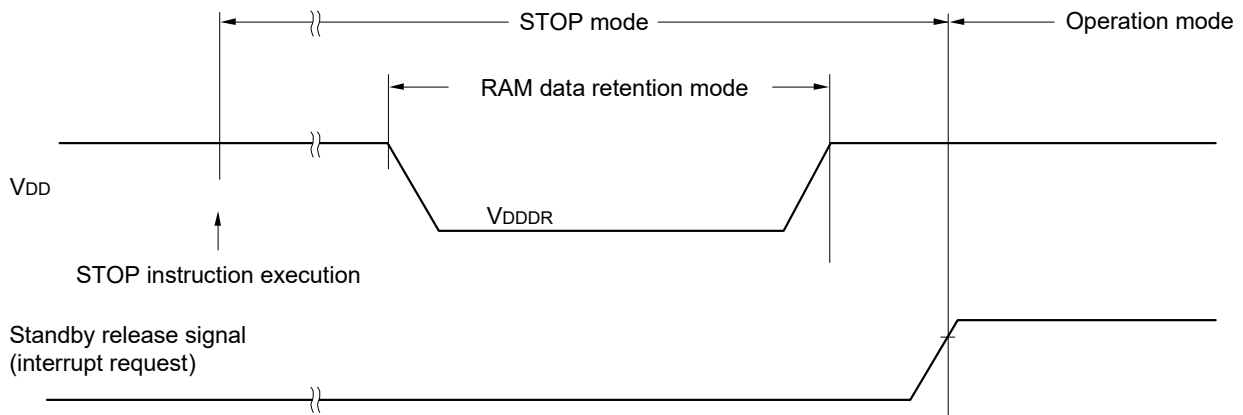 STOP mode
Operation mode
RAM data retention mode
VDD
VDDDR
STOP instruction execution
Standby release signal
(interrupt request)